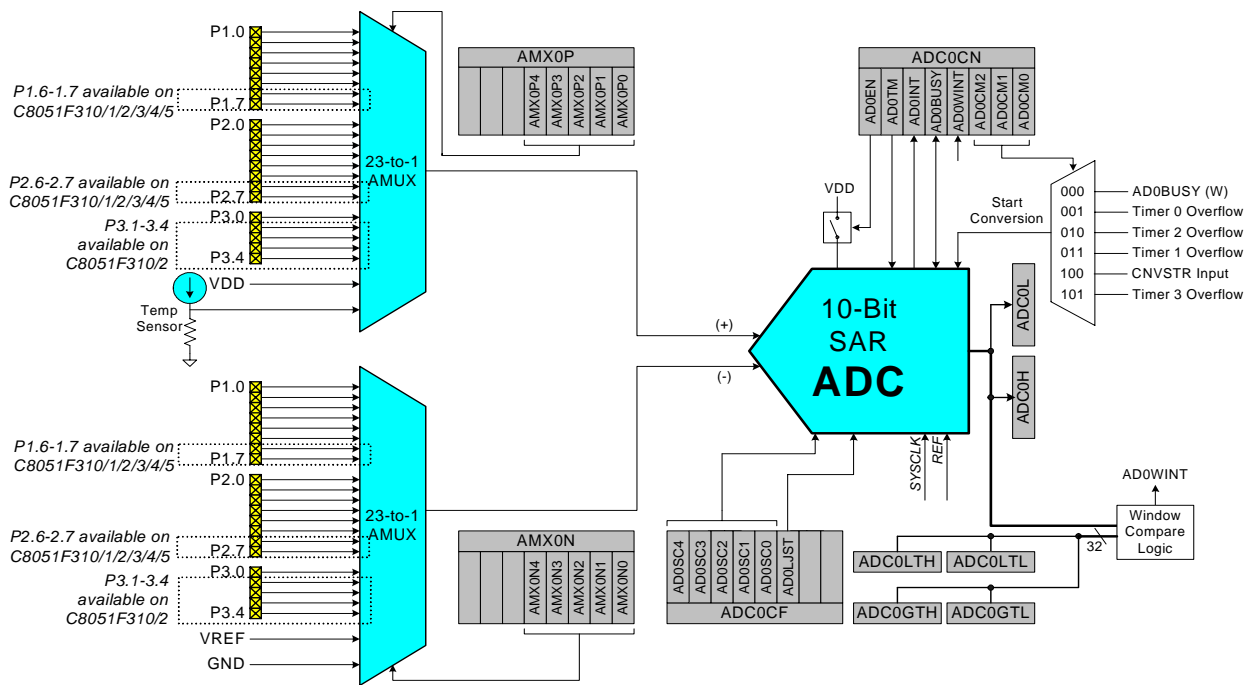 P1.0
P1.6-1.7 available on
C8051F310/1/2/3/4/5
P1.7
P2.0
P2.6-2.7 available on
C8051F310/1/2/3/4/5
P2.7
P3.0
P3.1-3.4
available on
C8051F310/2
P3.4
VDD
Temp
Sensor
23-to-1
AMUX
AMX0P
AMX0P4
AMX0P3
AMX0P2
AMX0P1
AMX0P0
ADC0CN
AD0EN
AD0TM
AD0INT
AD0BUSY
AD0WINT
AD0CM2
AD0CM1
AD0CM0
VDD
Start
Conversion
000 AD0BUSY (W)
001 Timer 0 Overflow
010 Timer 2 Overflow
011 Timer 1 Overflow
100 CNVSTR Input
101 Timer 3 Overflow
(+)
(-)
10-Bit
SAR
ADC
ADC0L
ADC0H
SYSCLK
REF
P1.0
P1.6-1.7 available on
C8051F310/1/2/3/4/5
P1.7
P2.0
P2.6-2.7 available on
C8051F310/1/2/3/4/5
P2.7
P3.0
P3.1-3.4
available on
C8051F310/2
P3.4
VREF
GND
23-to-1
AMUX
AMX0N
AMX0N4
AMX0N3
AMX0N2
AMX0N1
AMX0N0
AD0SC4
AD0SC3
AD0SC2
AD0SC1
AD0SC0
AD0LJST
ADC0CF
AD0WINT
Window
Compare
Logic
32
ADC0LTH
ADC0LTL
ADC0GTH
ADC0GTL